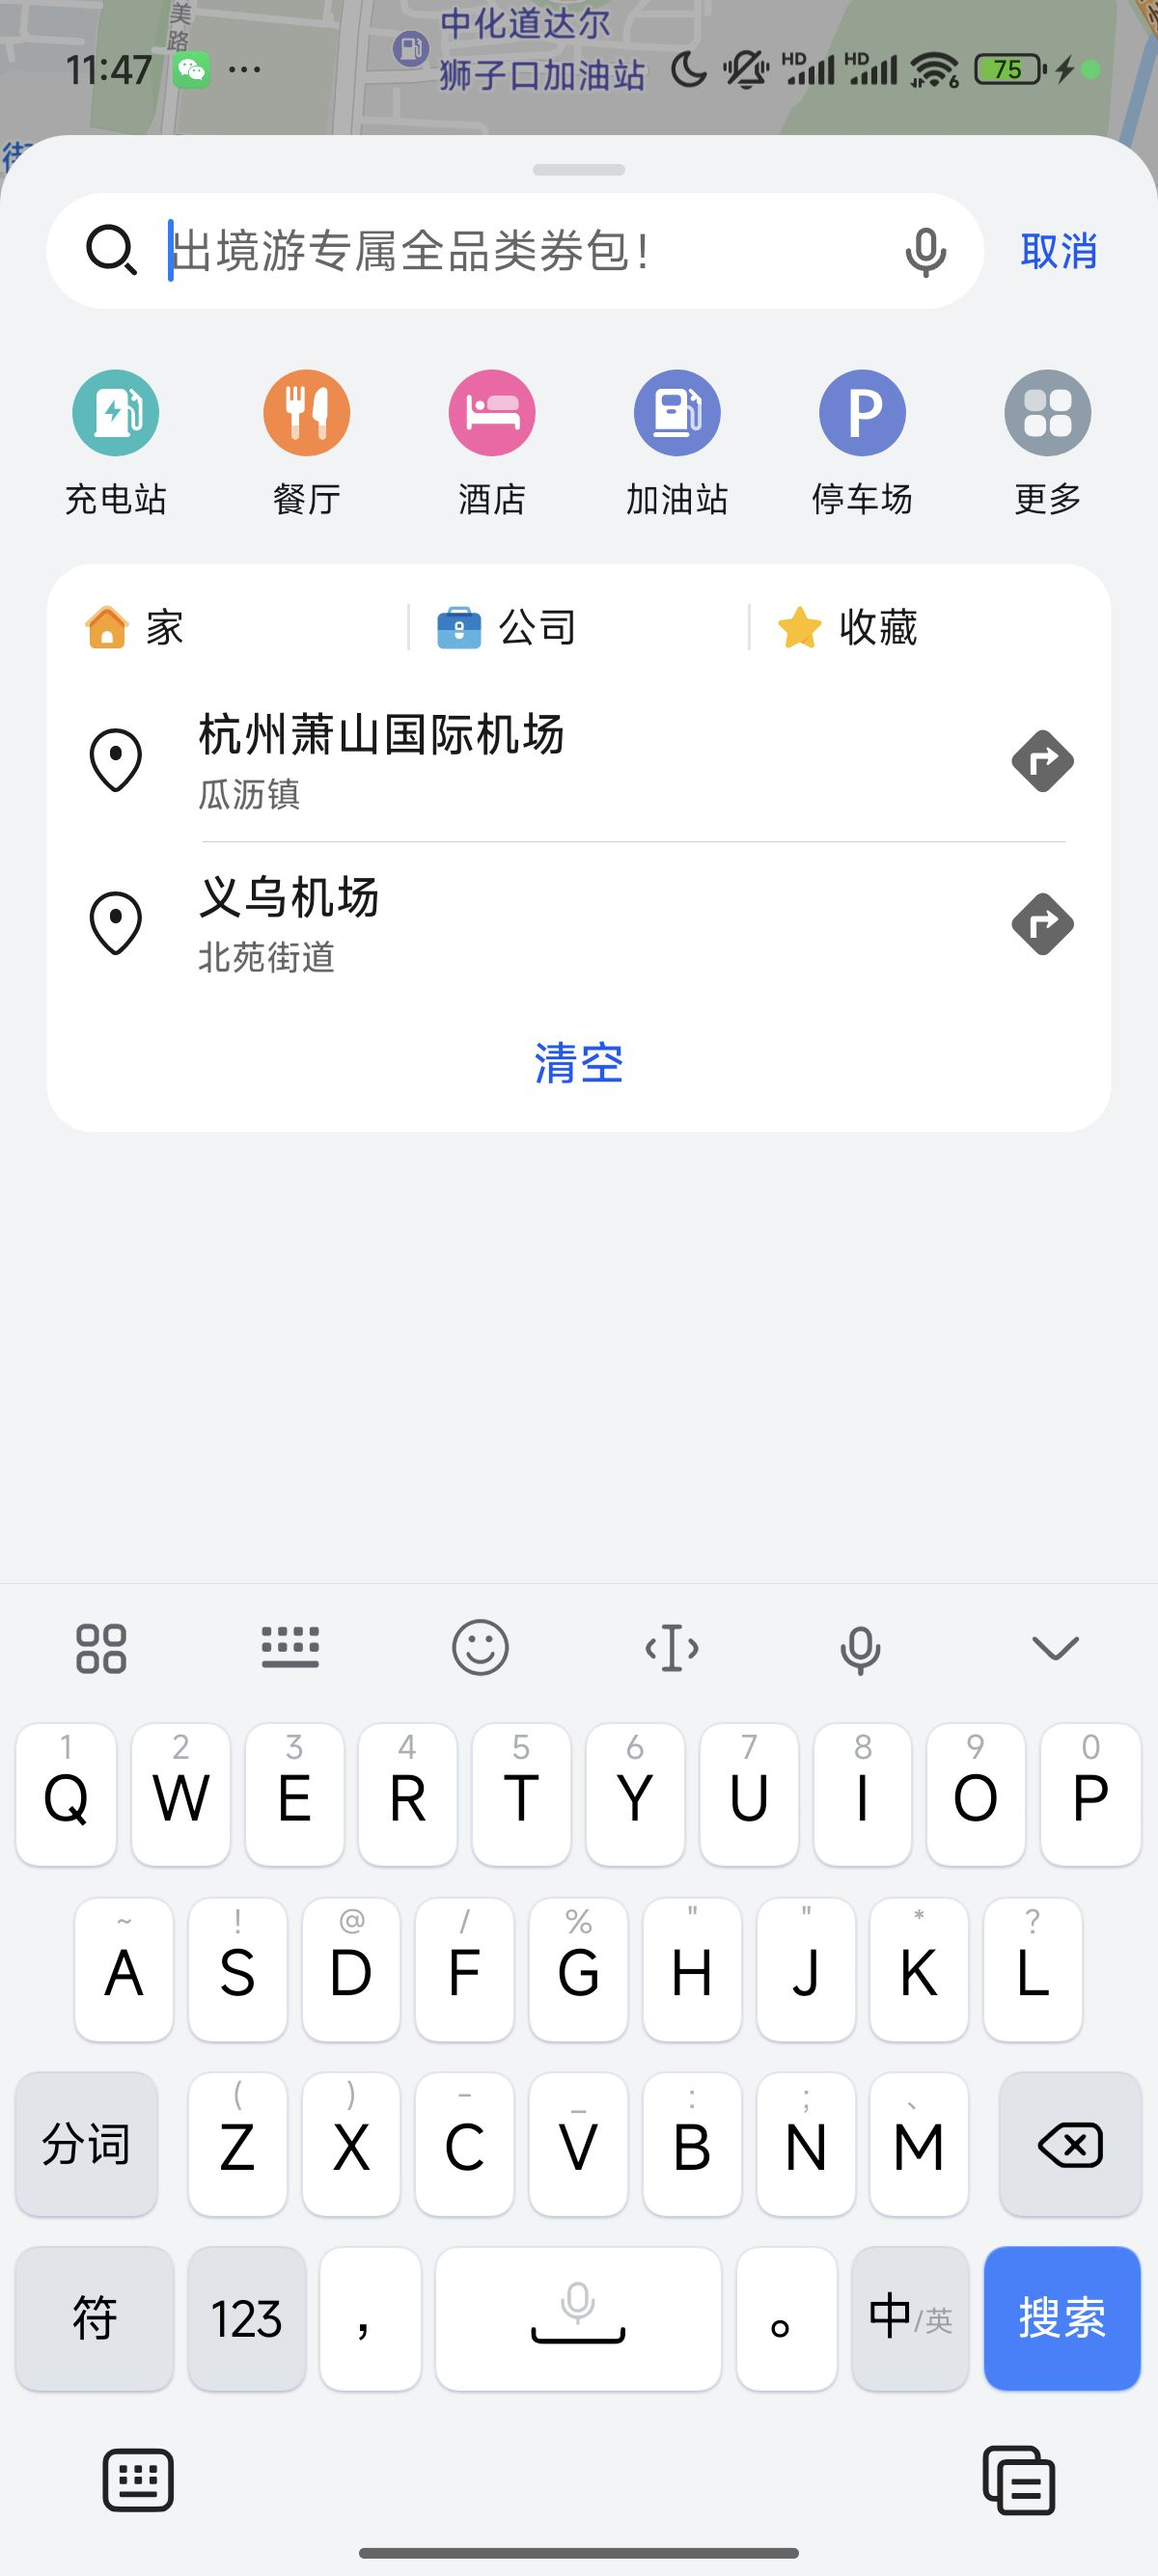 美
路
中化道达尔
狮子口加油站
11:47
···
HD
HD
6
75
街
出境游专属全品类券包！
取消
充电站
餐厅
酒店
加油站
停车场
更多
家
公司
收藏
杭州萧山国际机场
瓜沥镇
义乌机场
北苑街道
清空
1 2 3 4 5 6 7 8 9 0
Q W E R T Y U I O P
~ ! @ / % " " * ?
A S D F G H J K L
( ) - _ : ; 、
分词 Z X C V B N M
符 123 ， 。 中/英 搜索